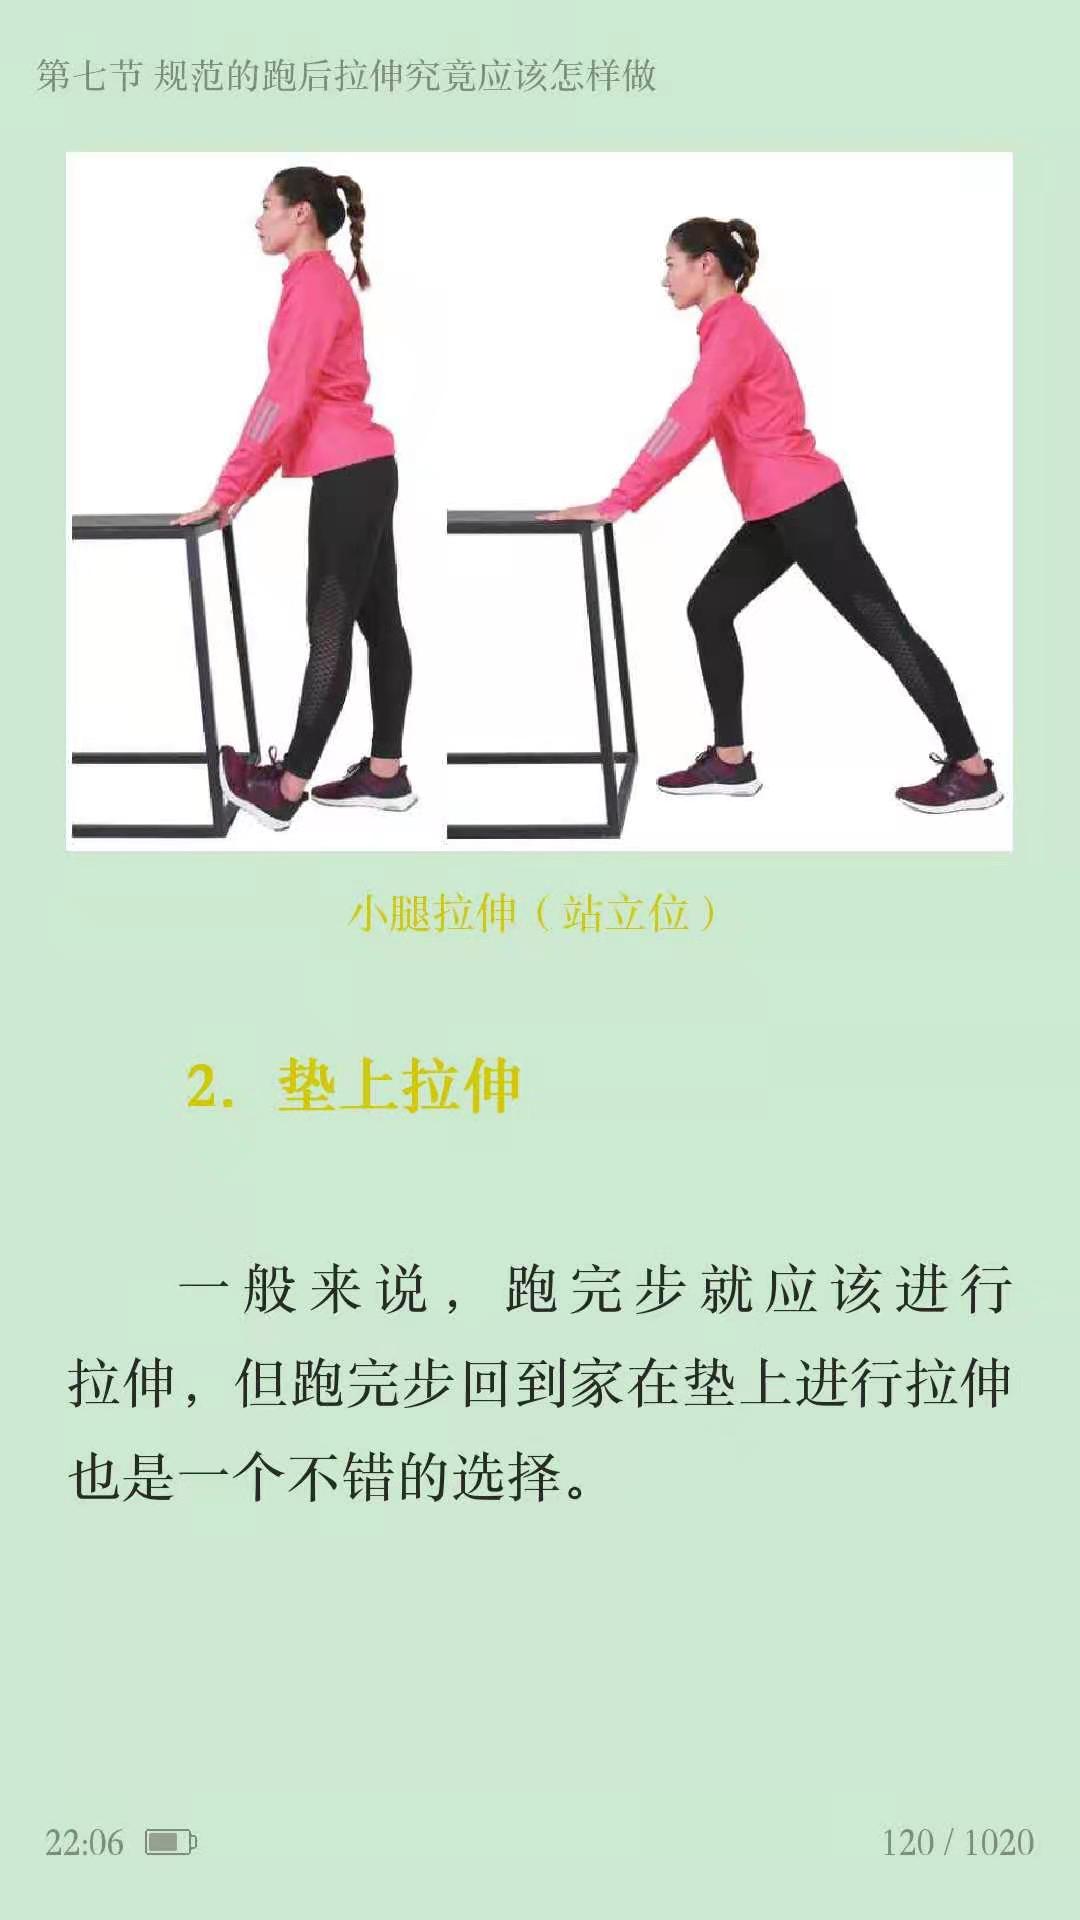 第七节 规范的跑后拉伸究竟应该怎样做
小腿拉伸（站立位）
2. 垫上拉伸
一般来说，跑完步就应该进行
拉伸，但跑完步回到家在垫上进行拉伸
也是一个不错的选择。
22:06
120 / 1020